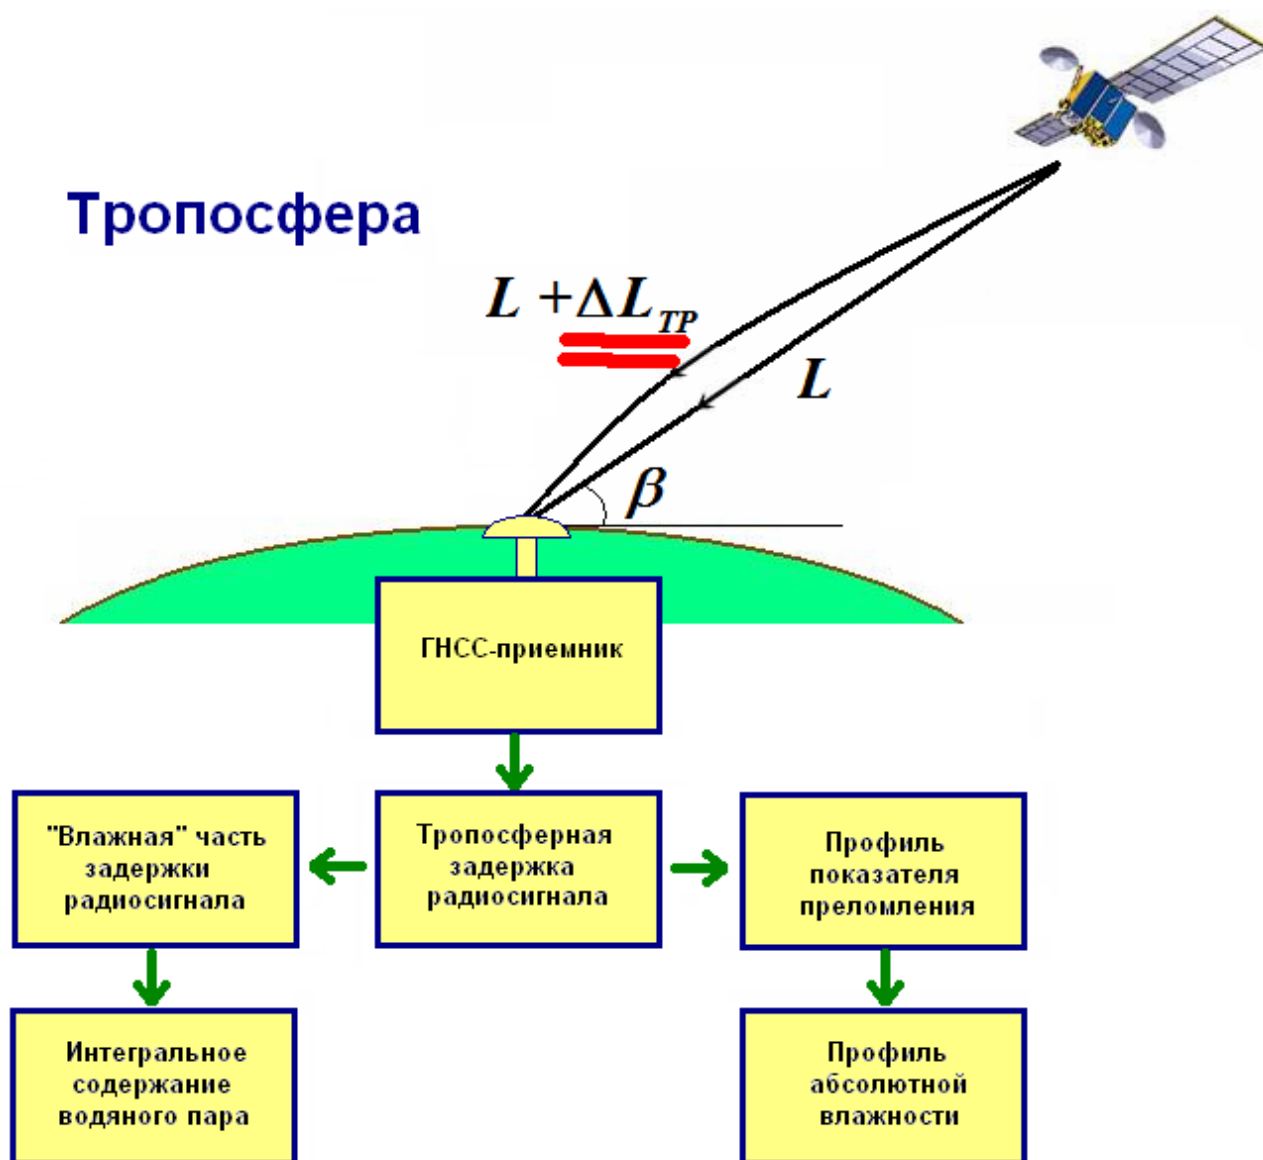 Тропосфера
L + ΔL_ТР
L
β
ГНСС-приемник
"Влажная" часть
задержки
радиосигнала
Тропосферная
задержка
радиосигнала
Профиль
показателя
преломления
Интегральное
содержание
водяного пара
Профиль
абсолютной
влажности